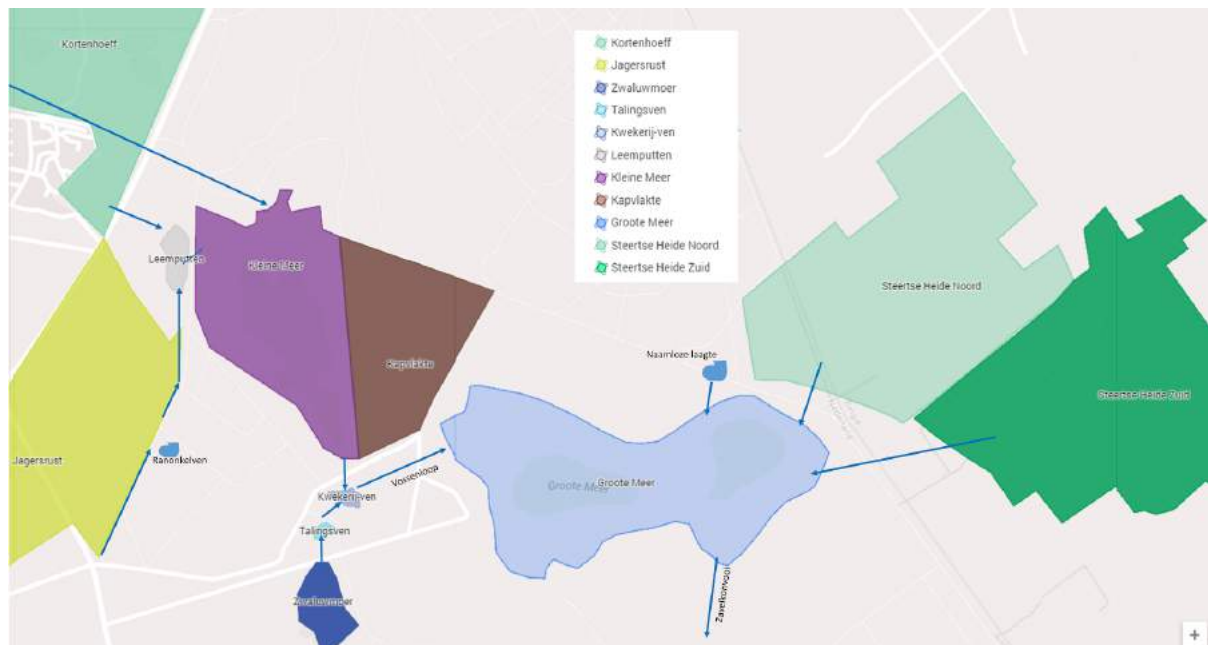 Kortenhoeff
Kortenhoeff
Jagersrust
Zwaluwmoer
Talingsven
Kwekerij-ven
Leemputten
Kleine Meer
Kapvlakte
Groote Meer
Steertse Heide Noord
Steertse Heide Zuid
Leemputten
Kleine Meer
Steertse Heide Noord
Naamloze laagte
Kapvlakte
Steertse Heide Zuid
Jagersrust
Ranonkelven
Vossenloop
Kwekerij-ven
Groote Meer
Groote Meer
Talingsven
Zwaluwmoer
+